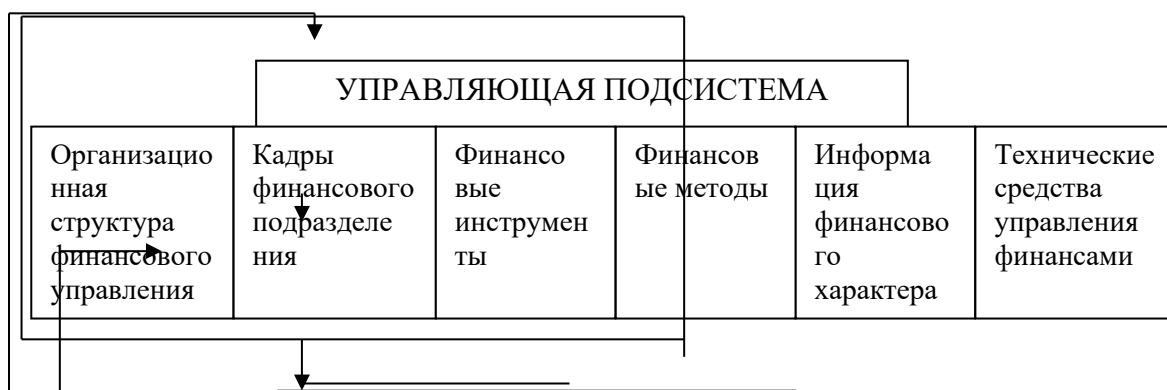 УПРАВЛЯЮЩАЯ ПОДСИСТЕМА
Организацио
нная
структура
финансового
управления
Кадры
финансового
подразделе
ния
Финансо
вые
инструмен
ты
Финансов
ые методы
Информа
ция
финансово
го
характера
Технические
средства
управления
финансами